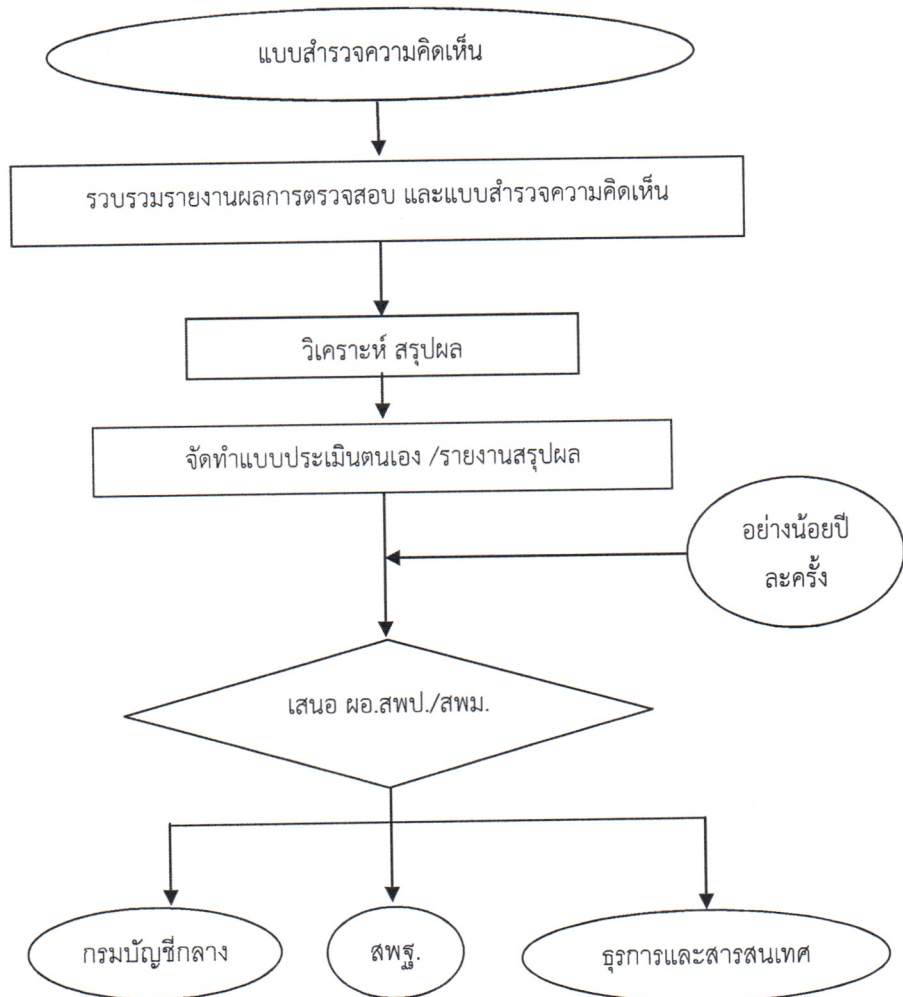 แบบสำรวจความคิดเห็น
รวบรวมรายงานผลการตรวจสอบ และแบบสำรวจความคิดเห็น
วิเคราะห์ สรุปผล
จัดทำแบบประเมินตนเอง /รายงานสรุปผล
อย่างน้อยปี
ละครั้ง
เสนอ ผอ.สพป./สพม.
กรมบัญชีกลาง
สพฐ.
ธุรการและสารสนเทศ